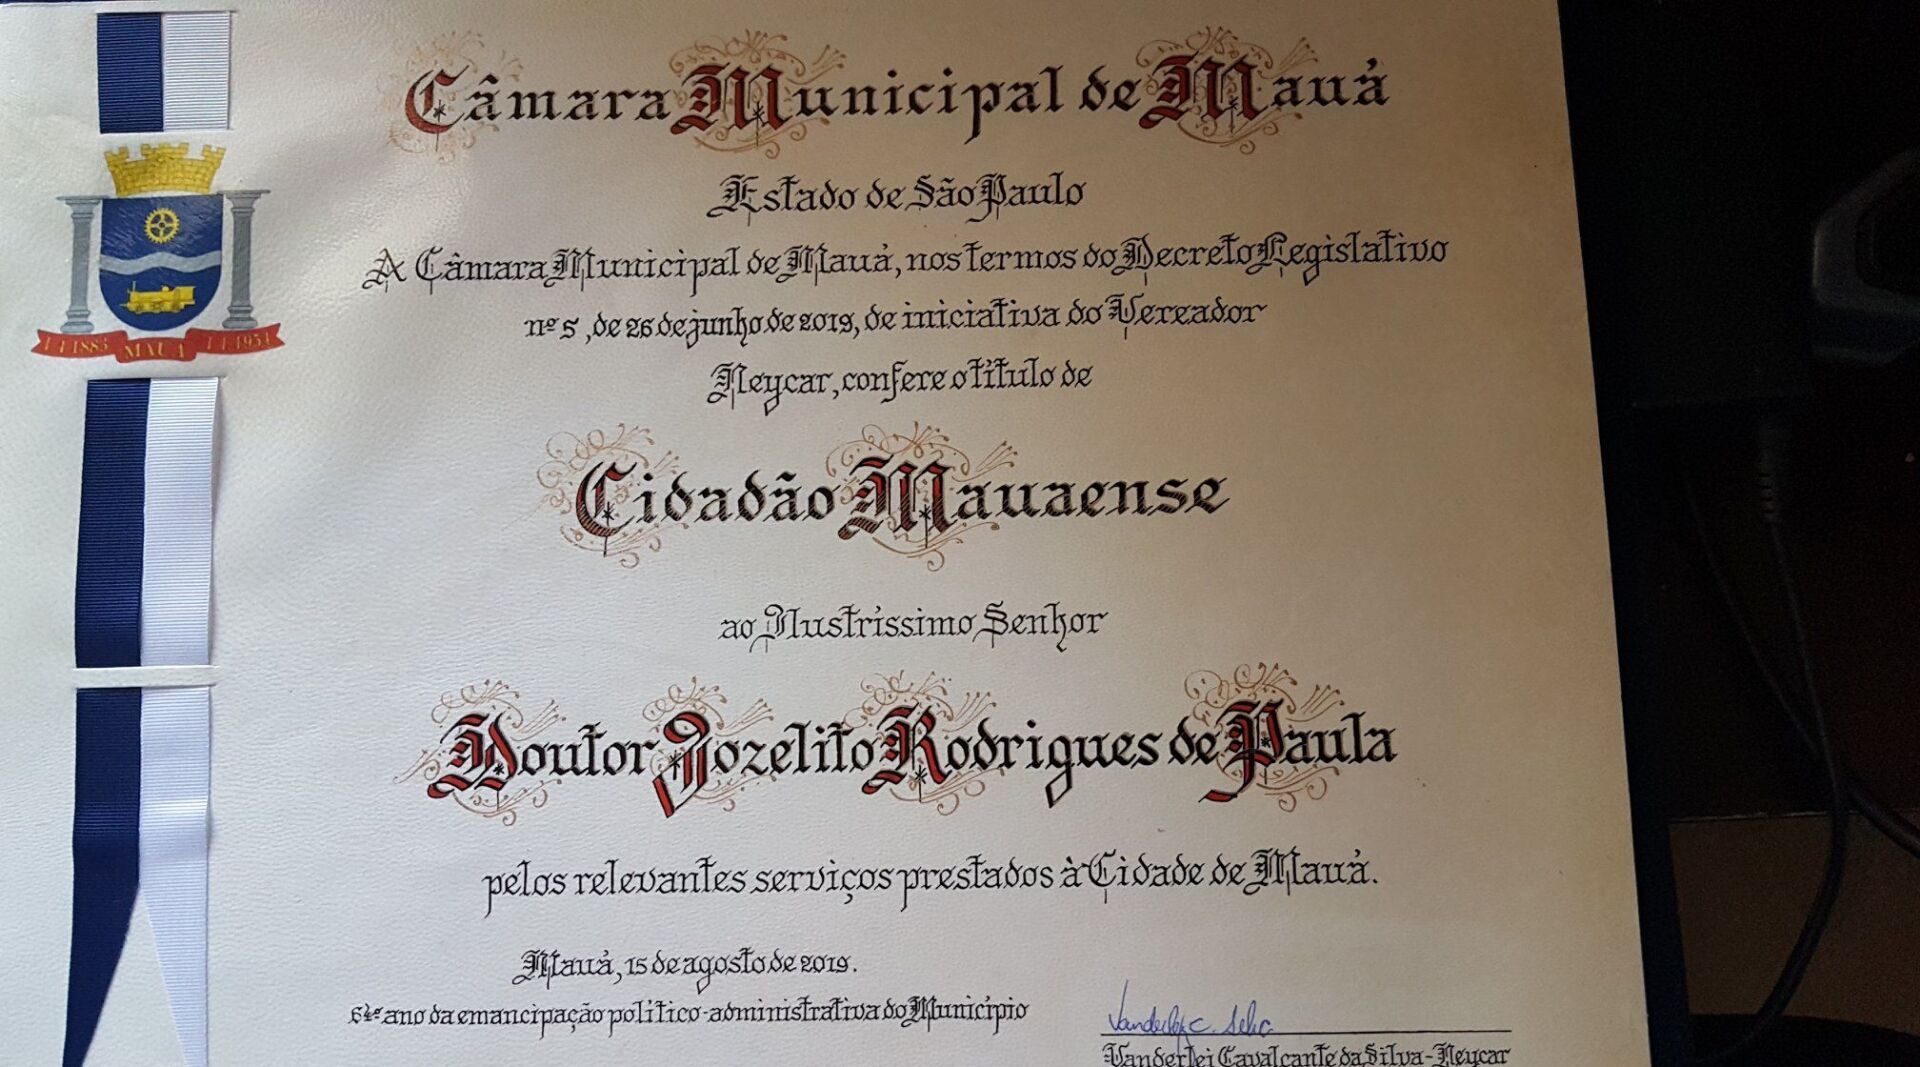 Câmara Municipal de Mauá
Estado de São Paulo
A Câmara Municipal de Mauá, nos termos do Decreto Legislativo
nº 5, de 26 de junho de 2019, de iniciativa do Vereador
Neycar, confere o título de
Cidadão Mauaense
ao Ilustríssimo Senhor
Doutor Jozelito Rodrigues de Paula
pelos relevantes serviços prestados à Cidade de Mauá.
Mauá, 15 de agosto de 2019.
64º ano da emancipação político-administrativa do Município
Vanderlei Cavalcante da Silva - Neycar
MAUÁ
1954